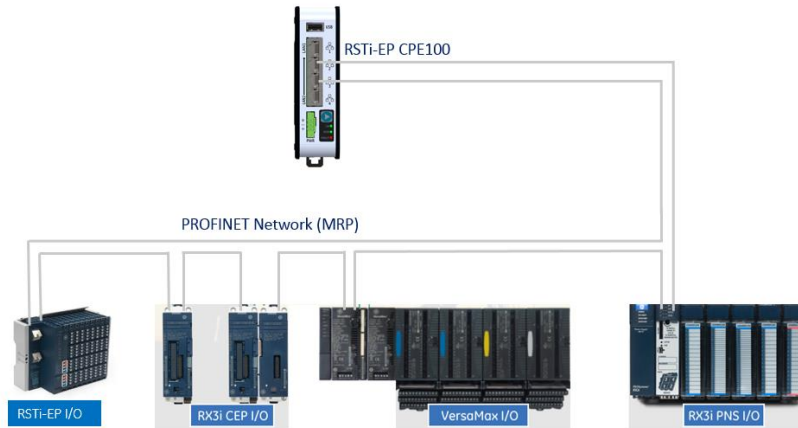 RSTi-EP CPE100
PROFINET Network (MRP)
RSTi-EP I/O
RX3i CEP I/O
VersaMax I/O
RX3i PNS I/O